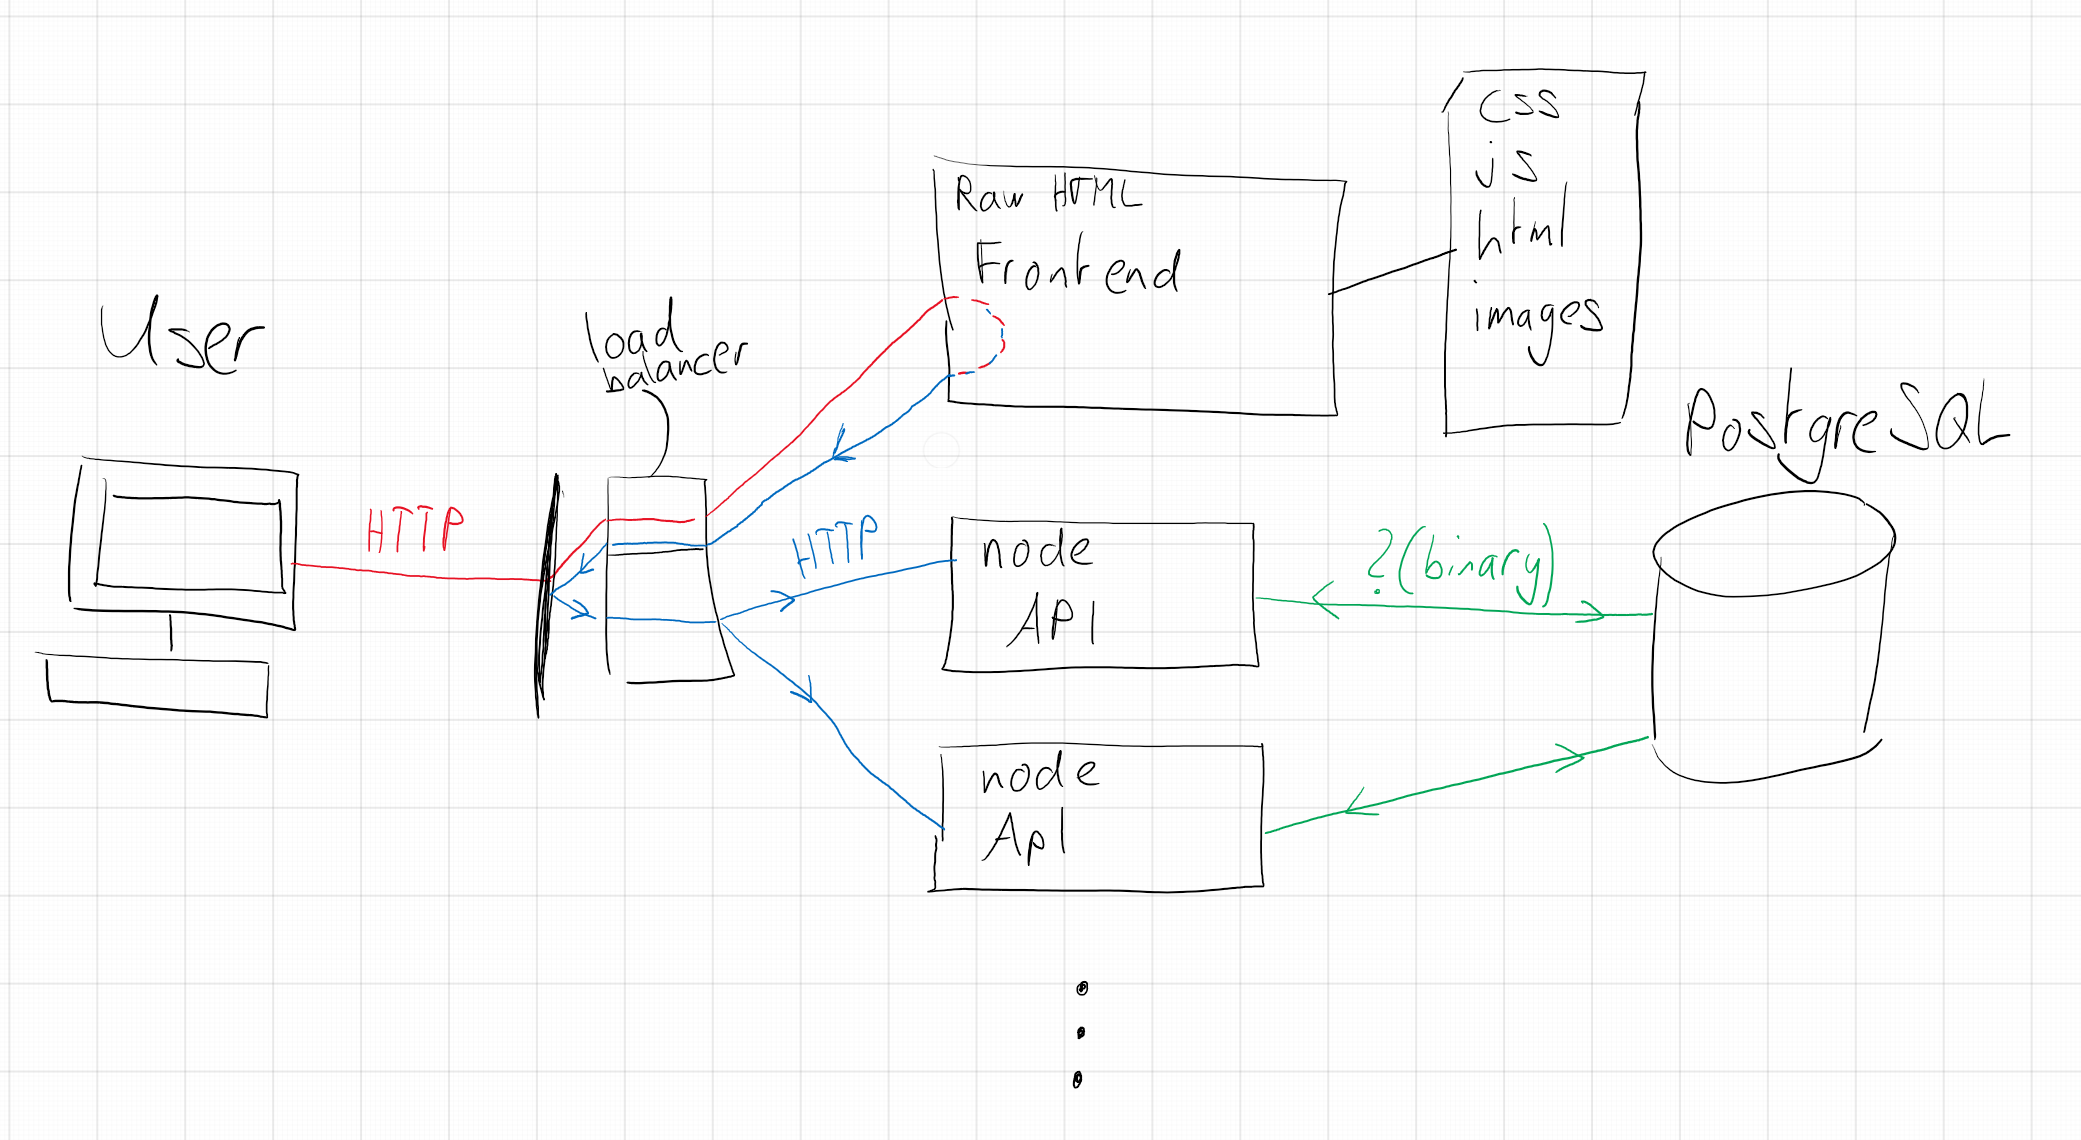 User
load
balancer
HTTP
Raw HTML
Frontend
css
js
html
images
PostgreSQL
HTTP
node
API
?(binary)
node
ApI